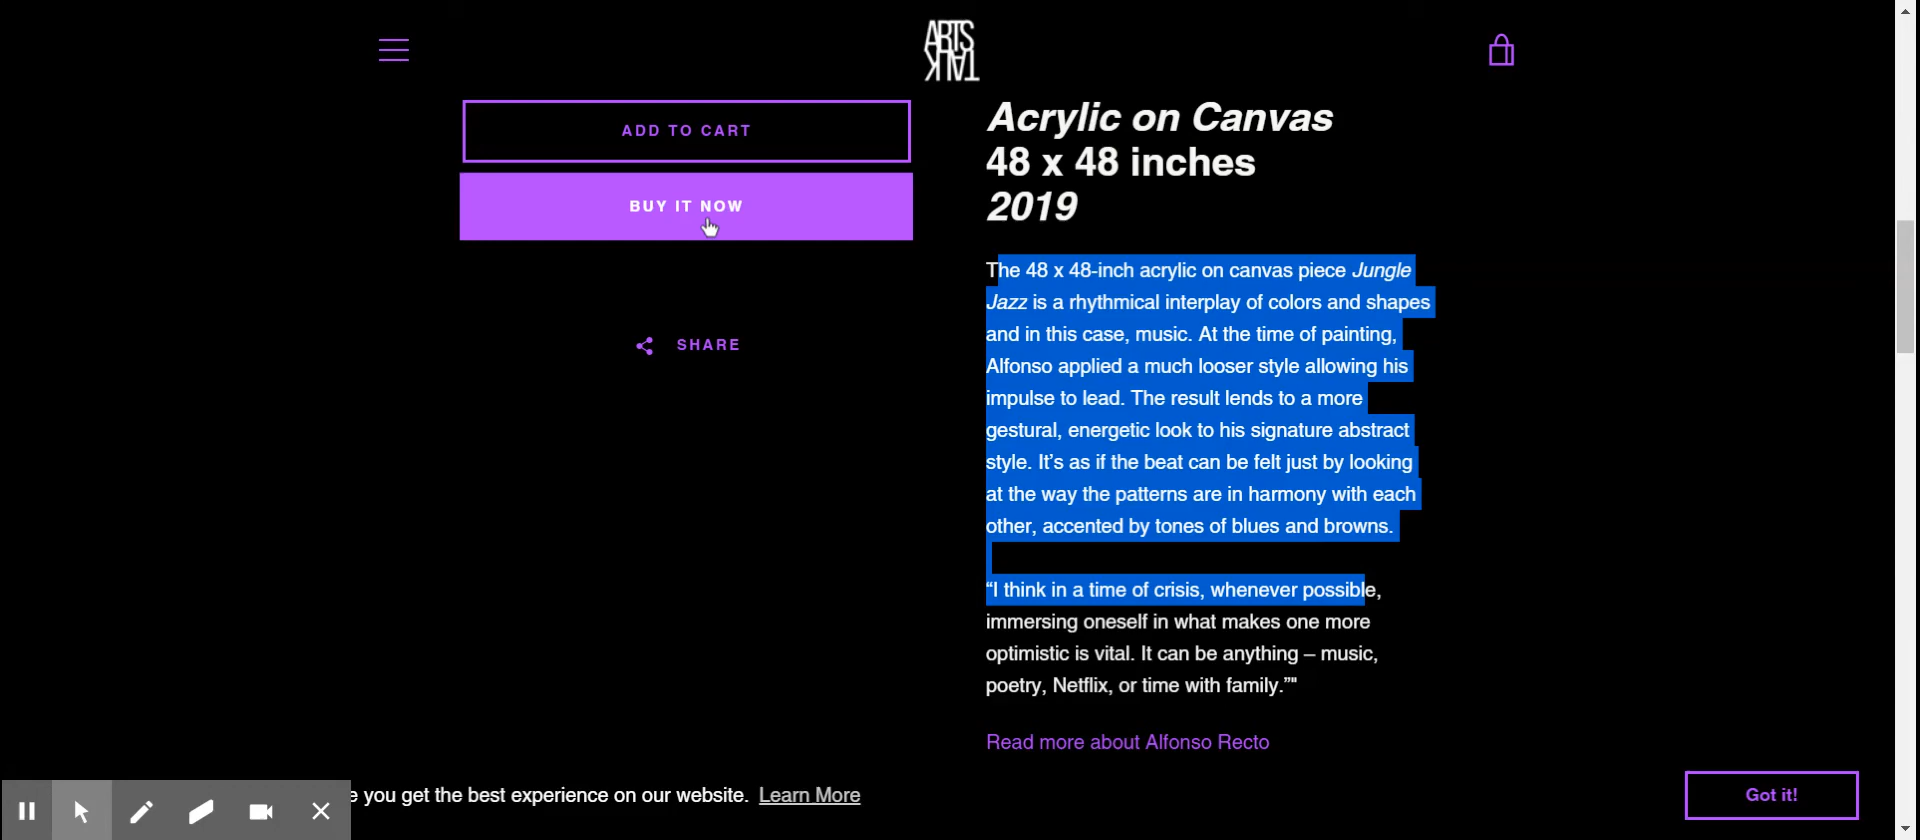 ARTS
TALK
ADD TO CART
BUY IT NOW
SHARE
Acrylic on Canvas
48 x 48 inches
2019
The 48 x 48-inch acrylic on canvas piece Jungle
Jazz is a rhythmical interplay of colors and shapes
and in this case, music. At the time of painting,
Alfonso applied a much looser style allowing his
impulse to lead. The result lends to a more
gestural, energetic look to his signature abstract
style. It’s as if the beat can be felt just by looking
at the way the patterns are in harmony with each
other, accented by tones of blues and browns.
“I think in a time of crisis, whenever possible,
immersing oneself in what makes one more
optimistic is vital. It can be anything – music,
poetry, Netflix, or time with family.”"
Read more about Alfonso Recto
e you get the best experience on our website. Learn More
Got it!